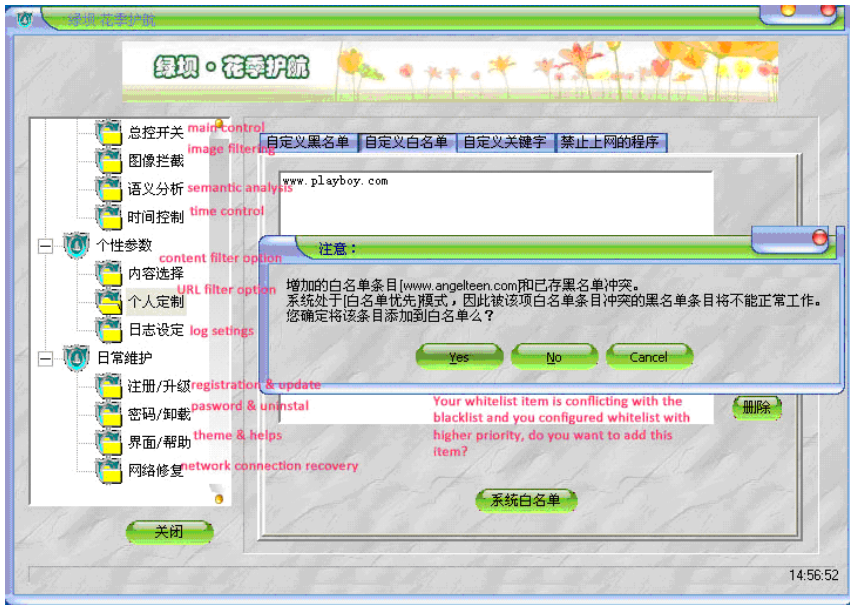 绿坝·花季护航
绿坝·花季护航
总控开关 main control
图像拦截 image filtering
语义分析 semantic analysis
时间控制 time control
个性参数
内容选择 content filter option
个人定制 URL filter option
日志设定 log setings
日常维护
注册/升级 registration & update
密码/卸载 pasword & uninstal
界面/帮助 theme & helps
网络修复 network connection recovery
关闭
自定义黑名单 自定义白名单 自定义关键字 禁止上网的程序
www.playboy.com
注意:
增加的白名单条目[www.angelteen.com]和已存黑名单冲突。
系统处于[白名单优先]模式,因此被该项白名单条目冲突的黑名单条目将不能正常工作。
您确定将该条目添加到白名单么?
Yes No Cancel
Your whitelist item is conflicting with the
blacklist and you configured whitelist with
higher priority, do you want to add this
item?
删除
系统白名单
14:56:52